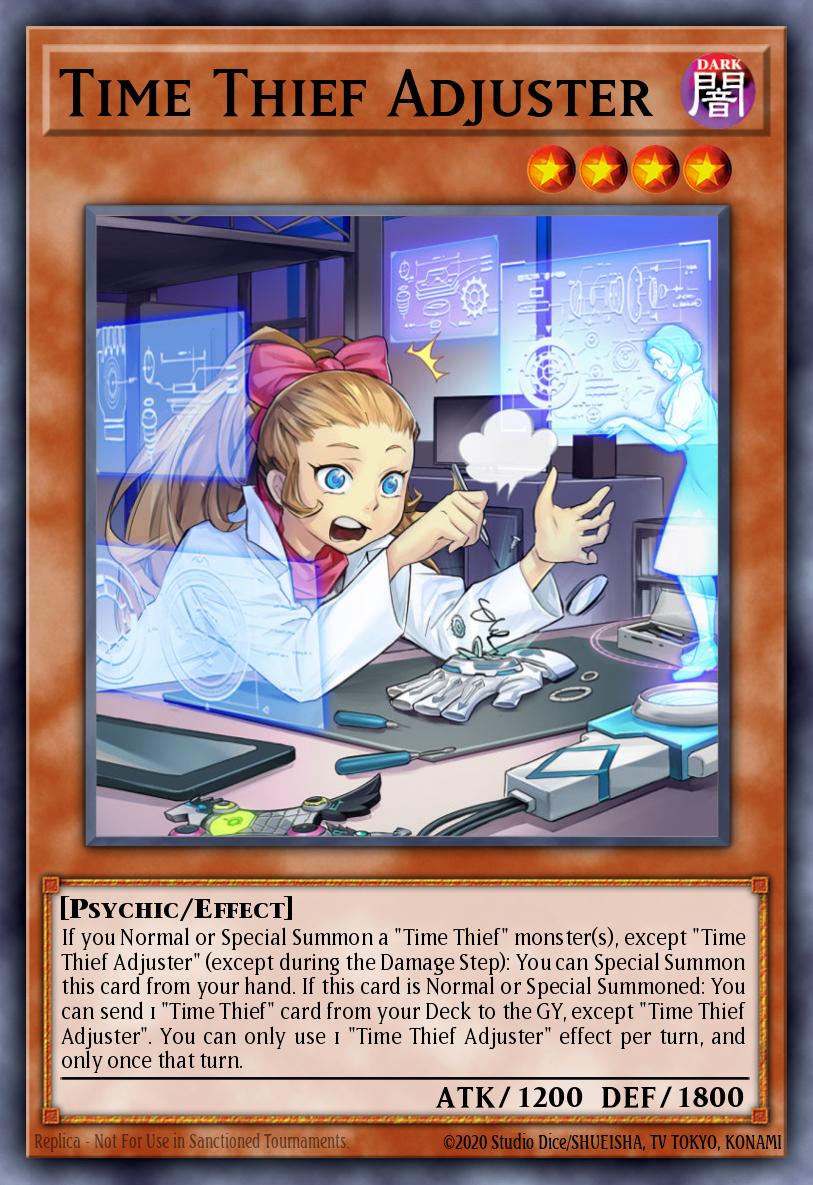 Time Thief Adjuster
DARK
闇
[Psychic/Effect]
If you Normal or Special Summon a "Time Thief" monster(s), except "Time
Thief Adjuster" (except during the Damage Step): You can Special Summon
this card from your hand. If this card is Normal or Special Summoned: You
can send 1 "Time Thief" card from your Deck to the GY, except "Time Thief
Adjuster". You can only use 1 "Time Thief Adjuster" effect per turn, and
only once that turn.
ATK/1200 DEF/1800
Replica - Not For Use in Sanctioned Tournaments.
©2020 Studio Dice/SHUEISHA, TV TOKYO, KONAMI